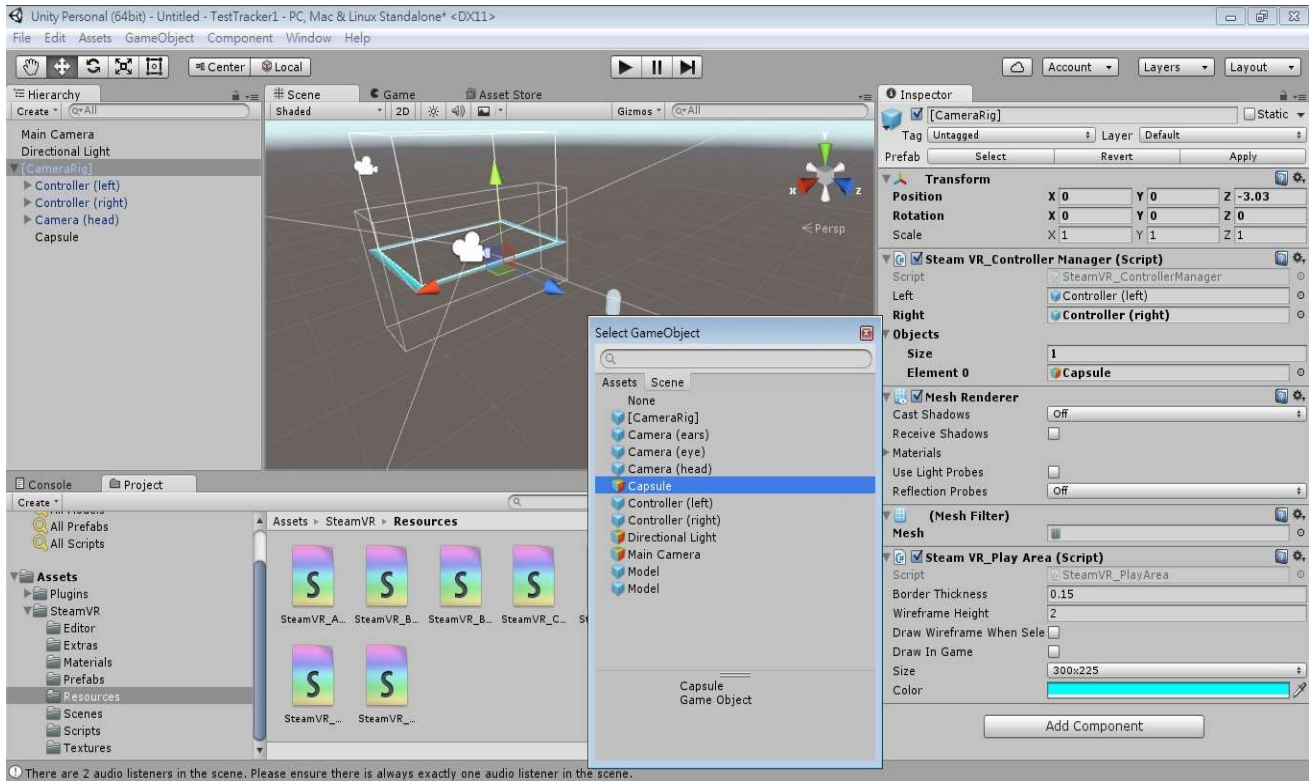 Unity Personal (64bit) - Untitled - TestTracker1 - PC, Mac & Linux Standalone* <DX11>
File Edit Assets GameObject Component Window Help
Center Local
Account Layers Layout
Hierarchy
Create All
Main Camera
Directional Light
[CameraRig]
Controller (left)
Controller (right)
Camera (head)
Capsule
Scene Game Asset Store
Shaded 2D Gizmos All
y
x z
Persp
Select GameObject
Assets Scene
None
[CameraRig]
Camera (ears)
Camera (eye)
Camera (head)
Capsule
Controller (left)
Controller (right)
Directional Light
Main Camera
Model
Model
Capsule
Game Object
Console Project
Create
All Prefabs
All Scripts
Assets
Plugins
SteamVR
Editor
Extras
Materials
Prefabs
Resources
Scenes
Scripts
Textures
Assets SteamVR Resources
S S S S
SteamVR_A... SteamVR_B... SteamVR_B... SteamVR_C...
S S
SteamVR_... SteamVR_...
Inspector
[CameraRig] Static
Tag Untagged Layer Default
Prefab Select Revert Apply
Transform
Position X 0 Y 0 Z -3.03
Rotation X 0 Y 0 Z 0
Scale X 1 Y 1 Z 1
Steam VR_Controller Manager (Script)
Script SteamVR_ControllerManager
Left Controller (left)
Right Controller (right)
Objects
Size 1
Element 0 Capsule
Mesh Renderer
Cast Shadows Off
Receive Shadows
Materials
Use Light Probes
Reflection Probes Off
(Mesh Filter)
Mesh
Steam VR_Play Area (Script)
Script SteamVR_PlayArea
Border Thickness 0.15
Wireframe Height 2
Draw Wireframe When Sele
Draw In Game
Size 300x225
Color
Add Component
There are 2 audio listeners in the scene. Please ensure there is always exactly one audio listener in the scene.